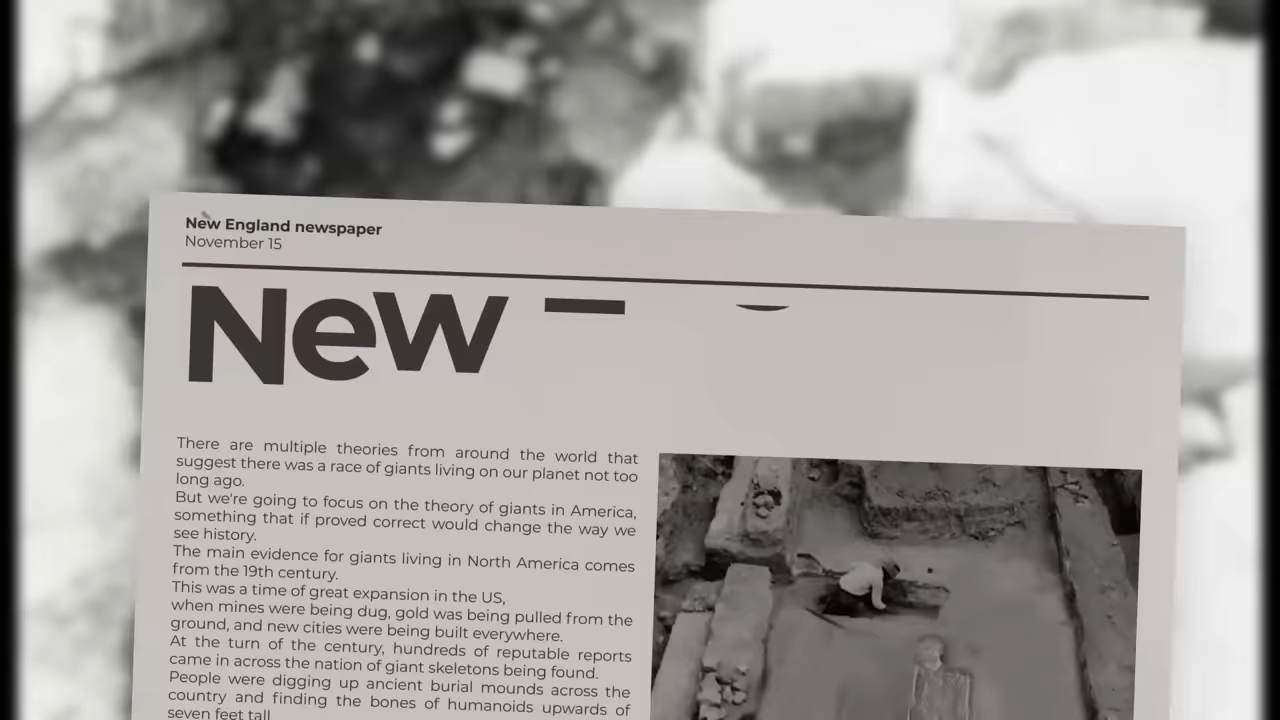 New England newspaper
November 15
New
There are multiple theories from around the world that
suggest there was a race of giants living on our planet not too
long ago.
But we're going to focus on the theory of giants in America,
something that if proved correct would change the way we
see history.
The main evidence for giants living in North America comes
from the 19th century.
This was a time of great expansion in the US,
when mines were being dug, gold was being pulled from the
ground, and new cities were being built everywhere.
At the turn of the century, hundreds of reputable reports
came in across the nation of giant skeletons being found.
People were digging up ancient burial mounds across the
country and finding the bones of humanoids upwards of
seven feet tall